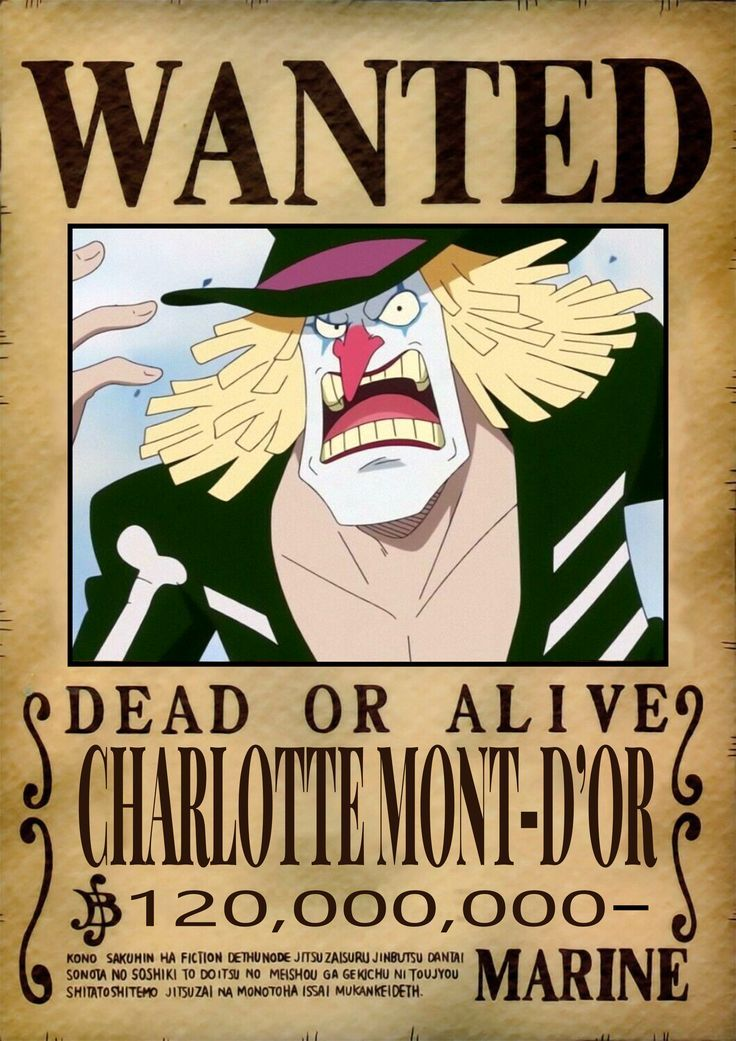 WANTED
DEAD OR ALIVE
CHARLOTTE MONT-D'OR
฿120,000,000-
KONO SAKUHIN HA FICTION DETHUNODE JITSUZAISURU JINBUTSU DANTAI
SONOTA NO SOSHIKI TO DOITSU NO MEISHOU GA GEKICHU NI TOUJYOU
SHITATOSHITEMO JITSUZAI NA MONOTOHA ISSAI MUKANKEIDETH.
MARINE